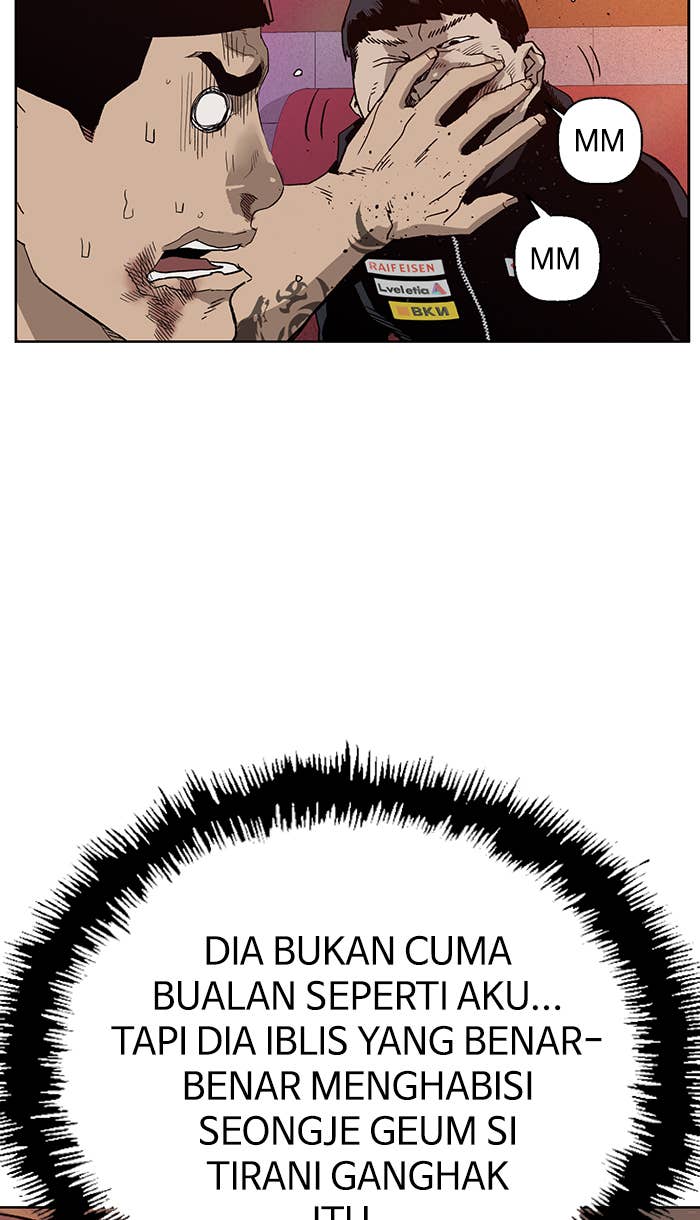 MM
MM
RAIFEISEN
Lveletia
BKN
DIA BUKAN CUMA
BUALAN SEPERTI AKU...
TAPI DIA IBLIS YANG BENAR-
BENAR MENGHABISI
SEONGJE GEUM SI
TIRANI GANGHAK
ITU